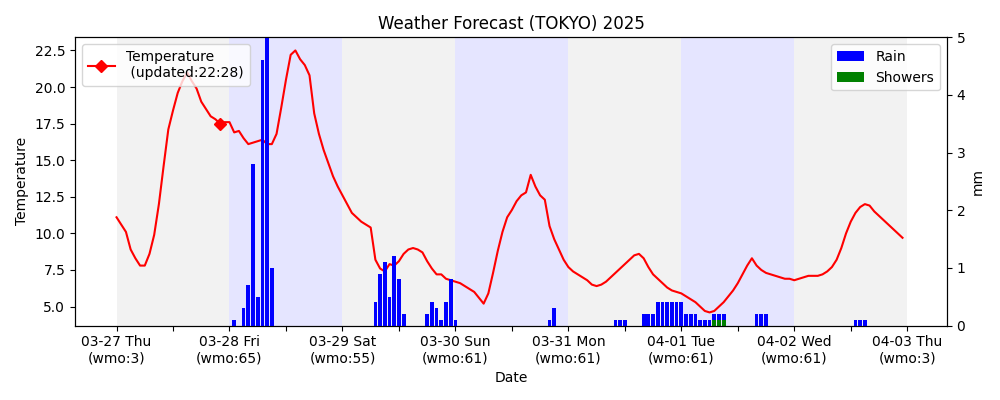 Weather Forecast (TOKYO) 2025
Temperature
(updated:22:28)
Rain
Showers
22.5
20.0
17.5
15.0
12.5
10.0
7.5
5.0
Temperature
5
4
3
2
1
0
mm
03-27 Thu
(wmo:3)
03-28 Fri
(wmo:65)
03-29 Sat
(wmo:55)
03-30 Sun
(wmo:61)
03-31 Mon
(wmo:61)
04-01 Tue
(wmo:61)
04-02 Wed
(wmo:61)
04-03 Thu
(wmo:3)
Date